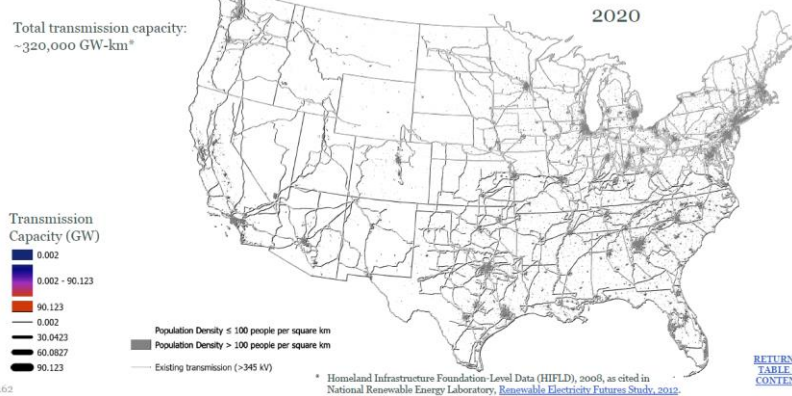 2020
Total transmission capacity:
~320,000 GW-km*
Transmission
Capacity (GW)
0.002
0.002 - 90.123
90.123
0.002
30.0423
60.0827
90.123
Population Density ≤ 100 people per square km
Population Density > 100 people per square km
Existing transmission (>345 kV)
* Homeland Infrastructure Foundation-Level Data (HIFLD), 2008, as cited in
National Renewable Energy Laboratory, Renewable Electricity Futures Study, 2012.
RETURN
TABLE
CONTEN
62